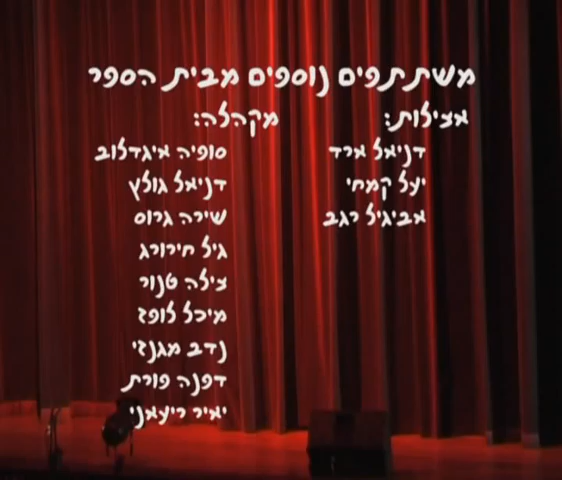 משתתפים נוספים מבית הספר
אצילות:
דניאל ארד
יעל קמחי
אביגיל רגב
מקהלה:
סופיה איגדלוב
דניאל גולץ
שירה גרוס
גיל חירורג
צילה טנור
מיכל לופז
נדב מגנזי
דפנה פורת
יאיר